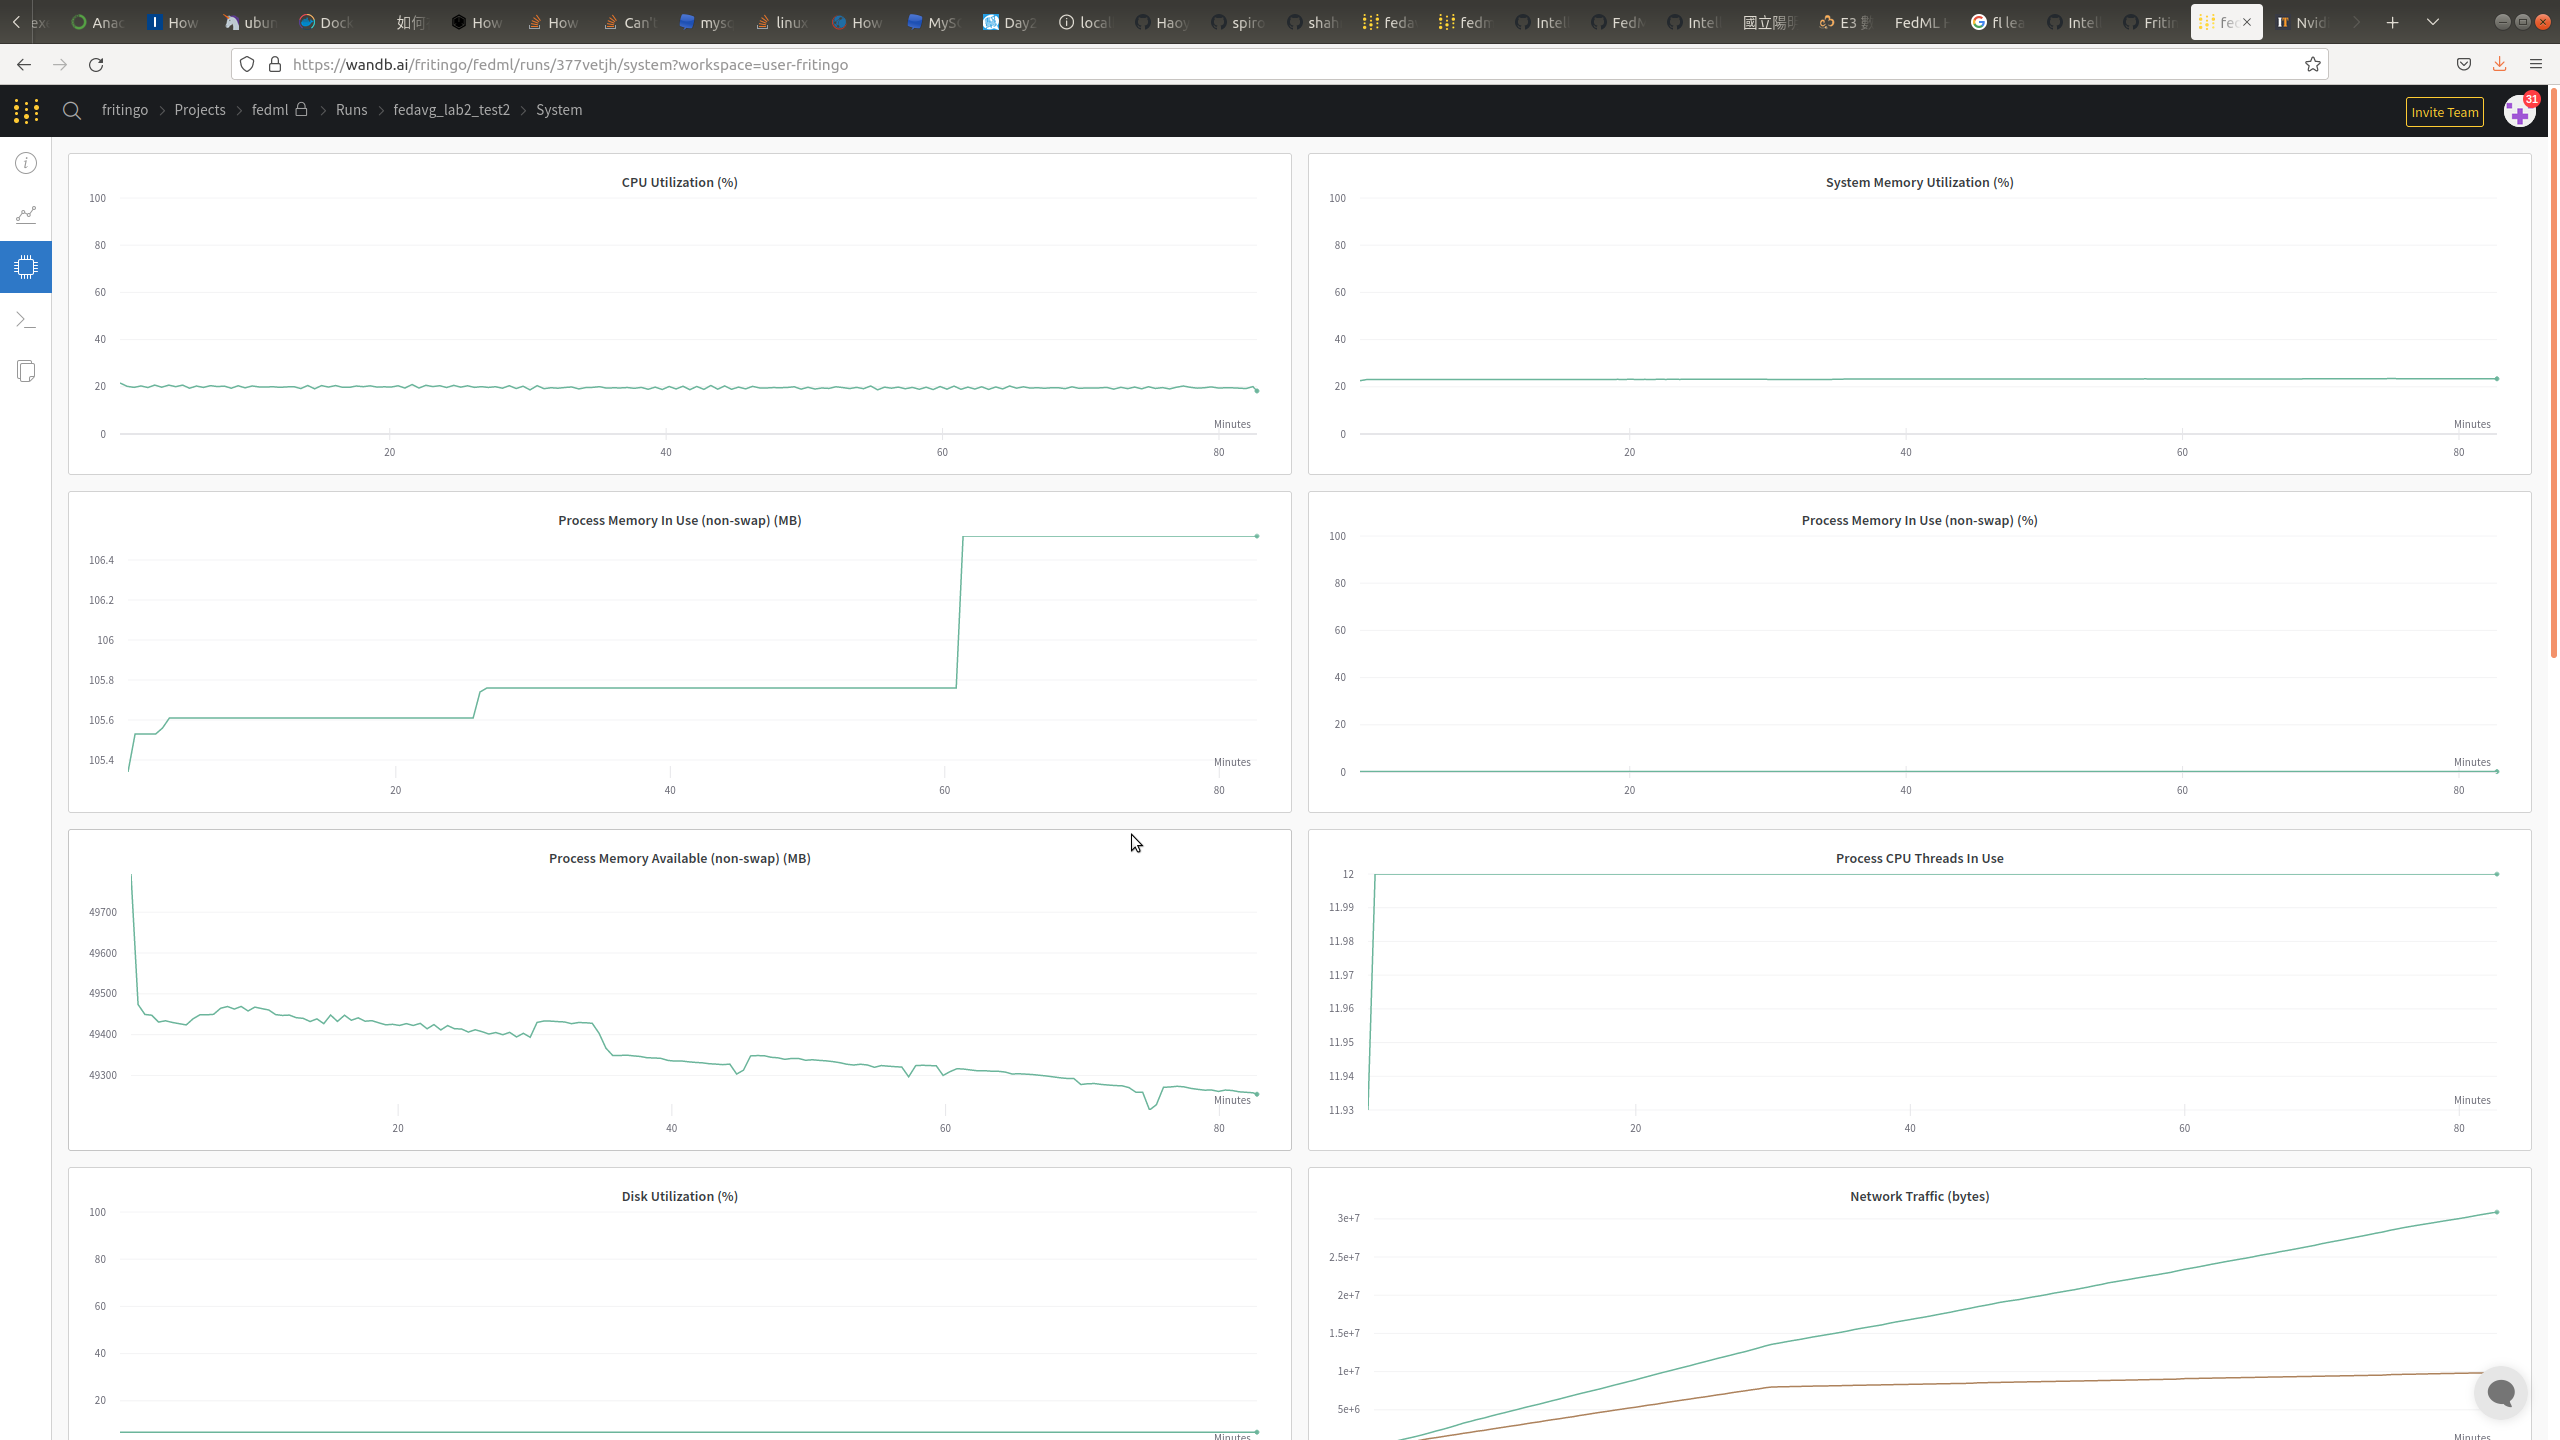 Anac How ubun Dock 如何 How How Can't mysc linux How MySC Day2 local Haoy spiro shah feda fedm Intel FedM Intel 國立陽明 E3 數 FedML H fl lea Intel Friti fec Nvid
https://wandb.ai/fritingo/fedml/runs/377vetjh/system?workspace=user-fritingo
fritingo > Projects > fedml > Runs > fedavg_lab2_test2 > System Invite Team 31
CPU Utilization (%)
100
80
60
40
20
0
Minutes
20 40 60 80
System Memory Utilization (%)
100
80
60
40
20
0
Minutes
20 40 60 80
Process Memory In Use (non-swap) (MB)
106.4
106.2
106
105.8
105.6
105.4
Minutes
20 40 60 80
Process Memory In Use (non-swap) (%)
100
80
60
40
20
0
Minutes
20 40 60 80
Process Memory Available (non-swap) (MB)
49700
49600
49500
49400
49300
Minutes
20 40 60 80
Process CPU Threads In Use
12
11.99
11.98
11.97
11.96
11.95
11.94
11.93
Minutes
20 40 60 80
Disk Utilization (%)
100
80
60
40
20
Minutes
Network Traffic (bytes)
3e+7
2.5e+7
2e+7
1.5e+7
1e+7
5e+6
Minutes